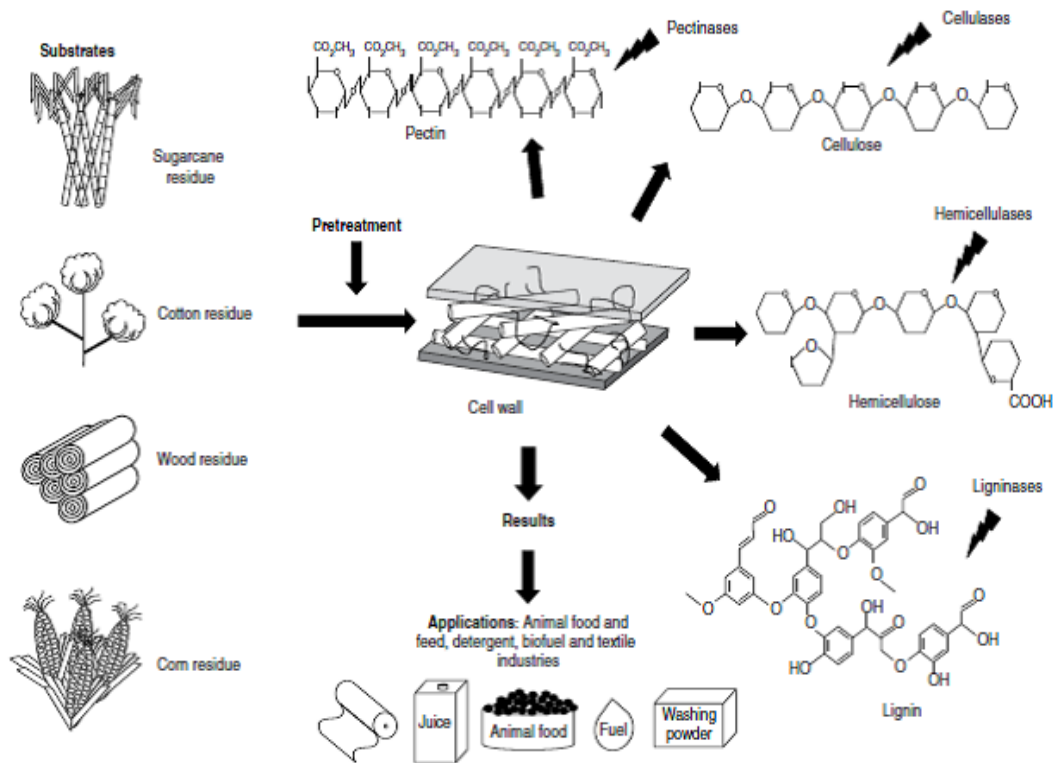 Substrates
Sugarcane
residue
Cotton residue
Wood residue
Corn residue
Pretreatment
CO₂CH₃ CO₂CH₃ CO₂CH₃ CO₂CH₃ CO₂CH₃ CO₂CH₃
O O O O O O
Pectin
Pectinases
Cellulases
O O O O O O O O O
Cellulose
Hemicellulases
O O O O O O O
O
O
COOH
Hemicellulose
Cell wall
Results
Applications: Animal food and
feed, detergent, biofuel and textile
industries
Juice
Animal food
Fuel
Washing
powder
Ligninases
O
O
HO
HO
OH
O
O
O
O
O
O
OH
O
O
O
OH
HO
O
OH
Lignin